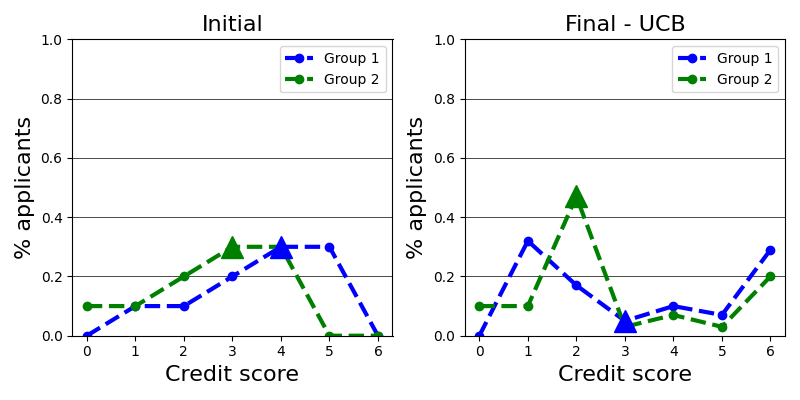 Initial
Final - UCB
1.0
0.8
0.6
0.4
0.2
0.0
% applicants
Group 1
Group 2
0 1 2 3 4 5 6
Credit score
1.0
0.8
0.6
0.4
0.2
0.0
% applicants
Group 1
Group 2
0 1 2 3 4 5 6
Credit score